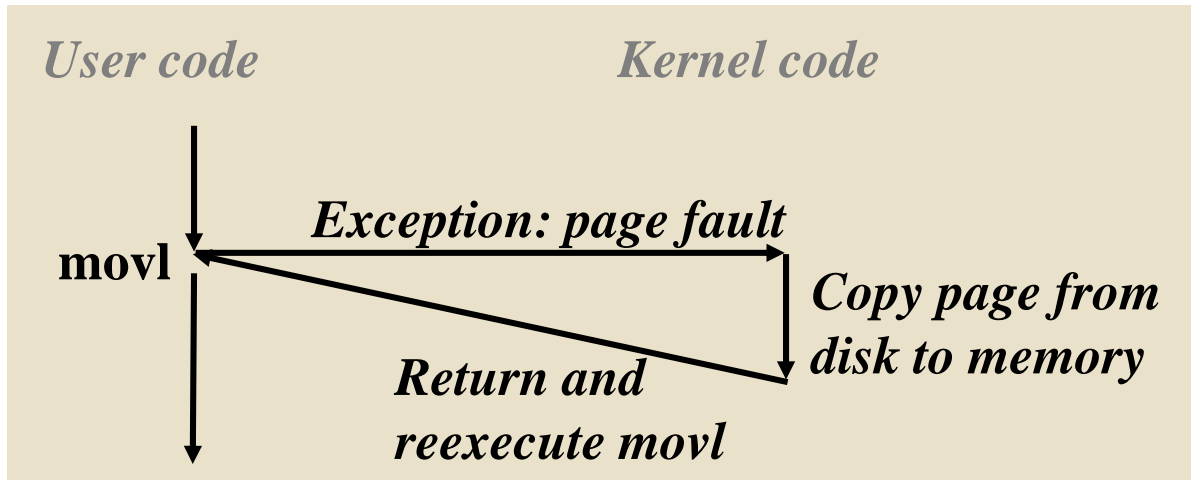 User code
Kernel code
Exception: page fault
movl
Copy page from
disk to memory
Return and
reexecute movl